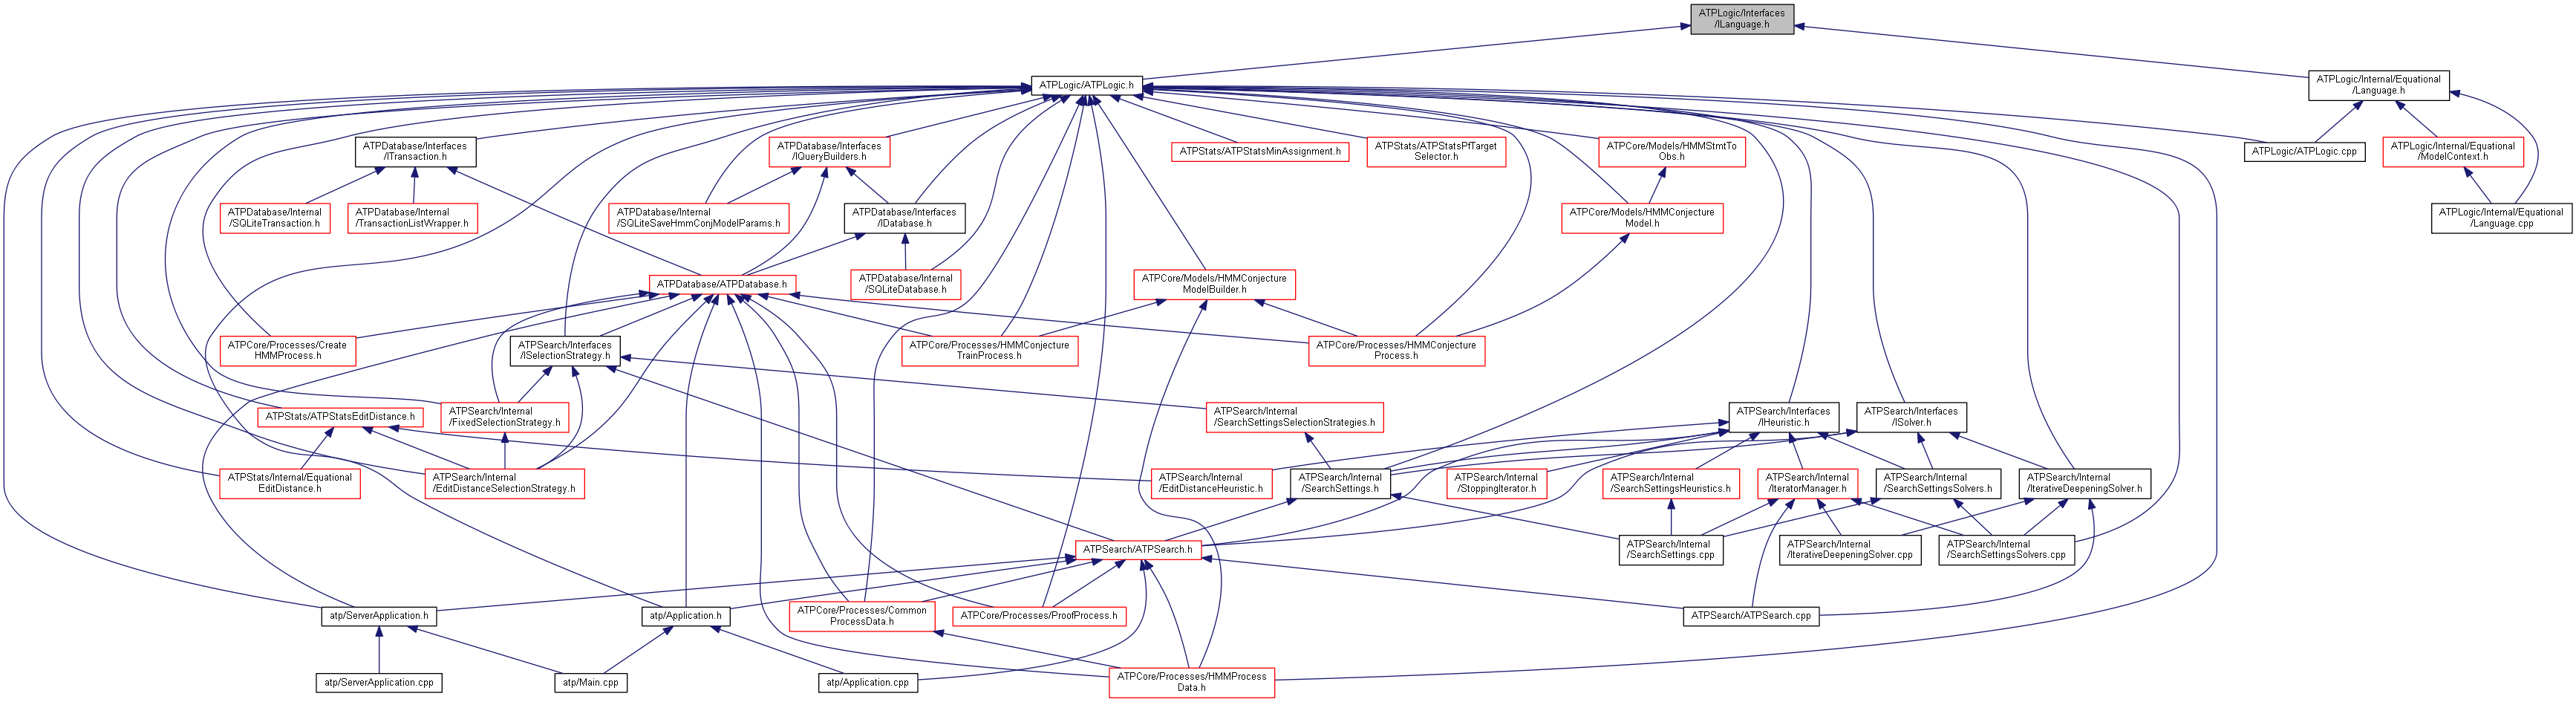 ATPLogic/Interfaces
/ILanguage.h
ATPLogic/ATPLogic.h
ATPLogic/Internal/Equational
/Language.h
ATPDatabase/Interfaces
/ITransaction.h
ATPDatabase/Interfaces
/IQueryBuilders.h
ATPStats/ATPStatsMinAssignment.h
ATPStats/ATPStatsPfTarget
Selector.h
ATPCore/Models/HMMStmtTo
Obs.h
ATPLogic/ATPLogic.cpp
ATPLogic/Internal/Equational
/ModelContext.h
ATPDatabase/Internal
/SQLiteTransaction.h
ATPDatabase/Internal
/TransactionListWrapper.h
ATPDatabase/Internal
/SQLiteSaveHmmConjModelParams.h
ATPDatabase/Interfaces
/IDatabase.h
ATPCore/Models/HMMConjecture
Model.h
ATPLogic/Internal/Equational
/Language.cpp
ATPDatabase/ATPDatabase.h
ATPDatabase/Internal
/SQLiteDatabase.h
ATPCore/Models/HMMConjecture
ModelBuilder.h
ATPCore/Processes/Create
HMMProcess.h
ATPSearch/Interfaces
/ISelectionStrategy.h
ATPCore/Processes/HMMConjecture
TrainProcess.h
ATPCore/Processes/HMMConjecture
Process.h
ATPStats/ATPStatsEditDistance.h
ATPSearch/Internal
/FixedSelectionStrategy.h
ATPSearch/Internal
/SearchSettingsSelectionStrategies.h
ATPSearch/Interfaces
/IHeuristic.h
ATPSearch/Interfaces
/ISolver.h
ATPStats/Internal/Equational
EditDistance.h
ATPSearch/Internal
/EditDistanceSelectionStrategy.h
ATPSearch/Internal
/EditDistanceHeuristic.h
ATPSearch/Internal
/SearchSettings.h
ATPSearch/Internal
/StoppingIterator.h
ATPSearch/Internal
/SearchSettingsHeuristics.h
ATPSearch/Internal
/IteratorManager.h
ATPSearch/Internal
/SearchSettingsSolvers.h
ATPSearch/Internal
/IterativeDeepeningSolver.h
ATPSearch/ATPSearch.h
ATPSearch/Internal
/SearchSettings.cpp
ATPSearch/Internal
/IterativeDeepeningSolver.cpp
ATPSearch/Internal
/SearchSettingsSolvers.cpp
atp/ServerApplication.h
atp/Application.h
ATPCore/Processes/Common
ProcessData.h
ATPCore/Processes/ProofProcess.h
ATPSearch/ATPSearch.cpp
atp/ServerApplication.cpp
atp/Main.cpp
atp/Application.cpp
ATPCore/Processes/HMMProcess
Data.h